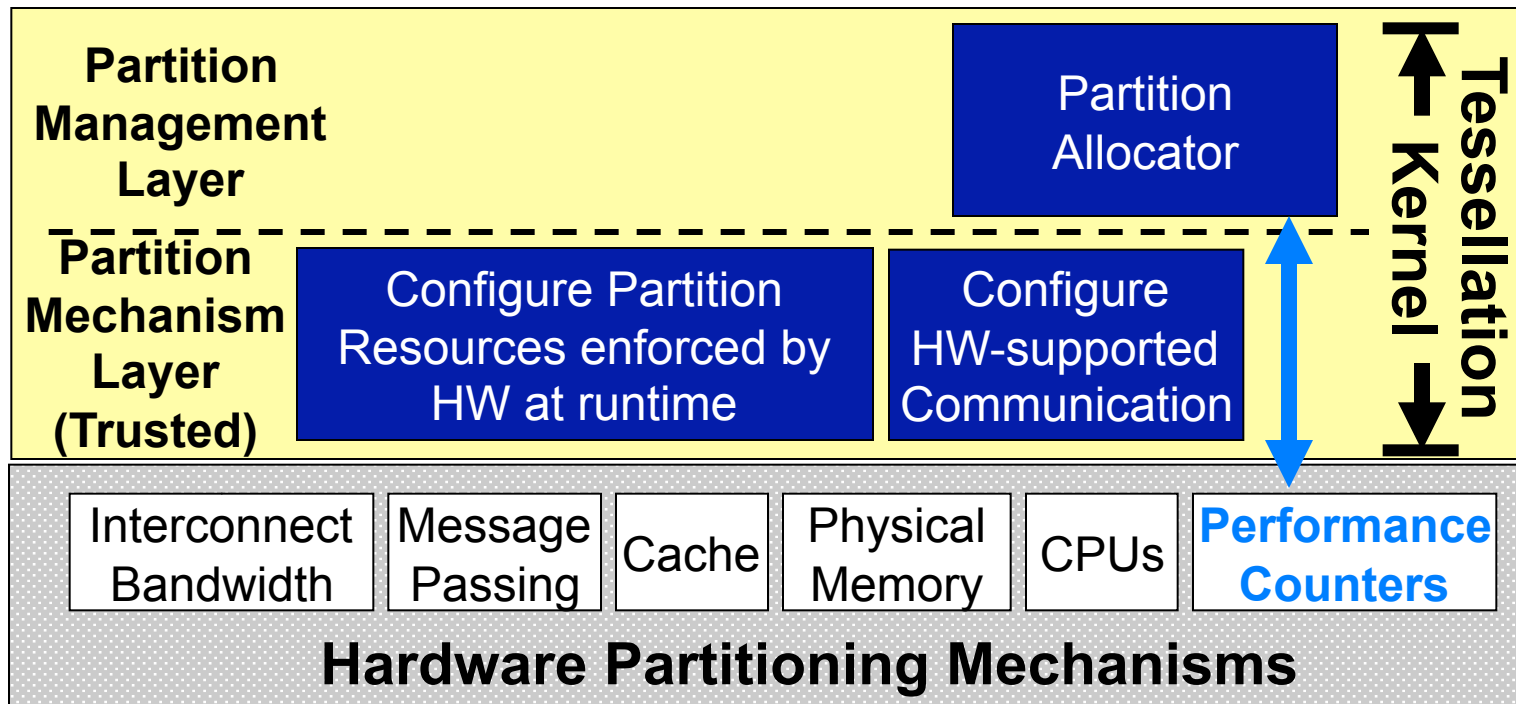 Partition
Management
Layer
Partition
Allocator
Tessellation
Kernel
Partition
Mechanism
Layer
(Trusted)
Configure Partition
Resources enforced by
HW at runtime
Configure
HW-supported
Communication
Interconnect
Bandwidth
Message
Passing
Cache
Physical
Memory
CPUs
Performance
Counters
Hardware Partitioning Mechanisms